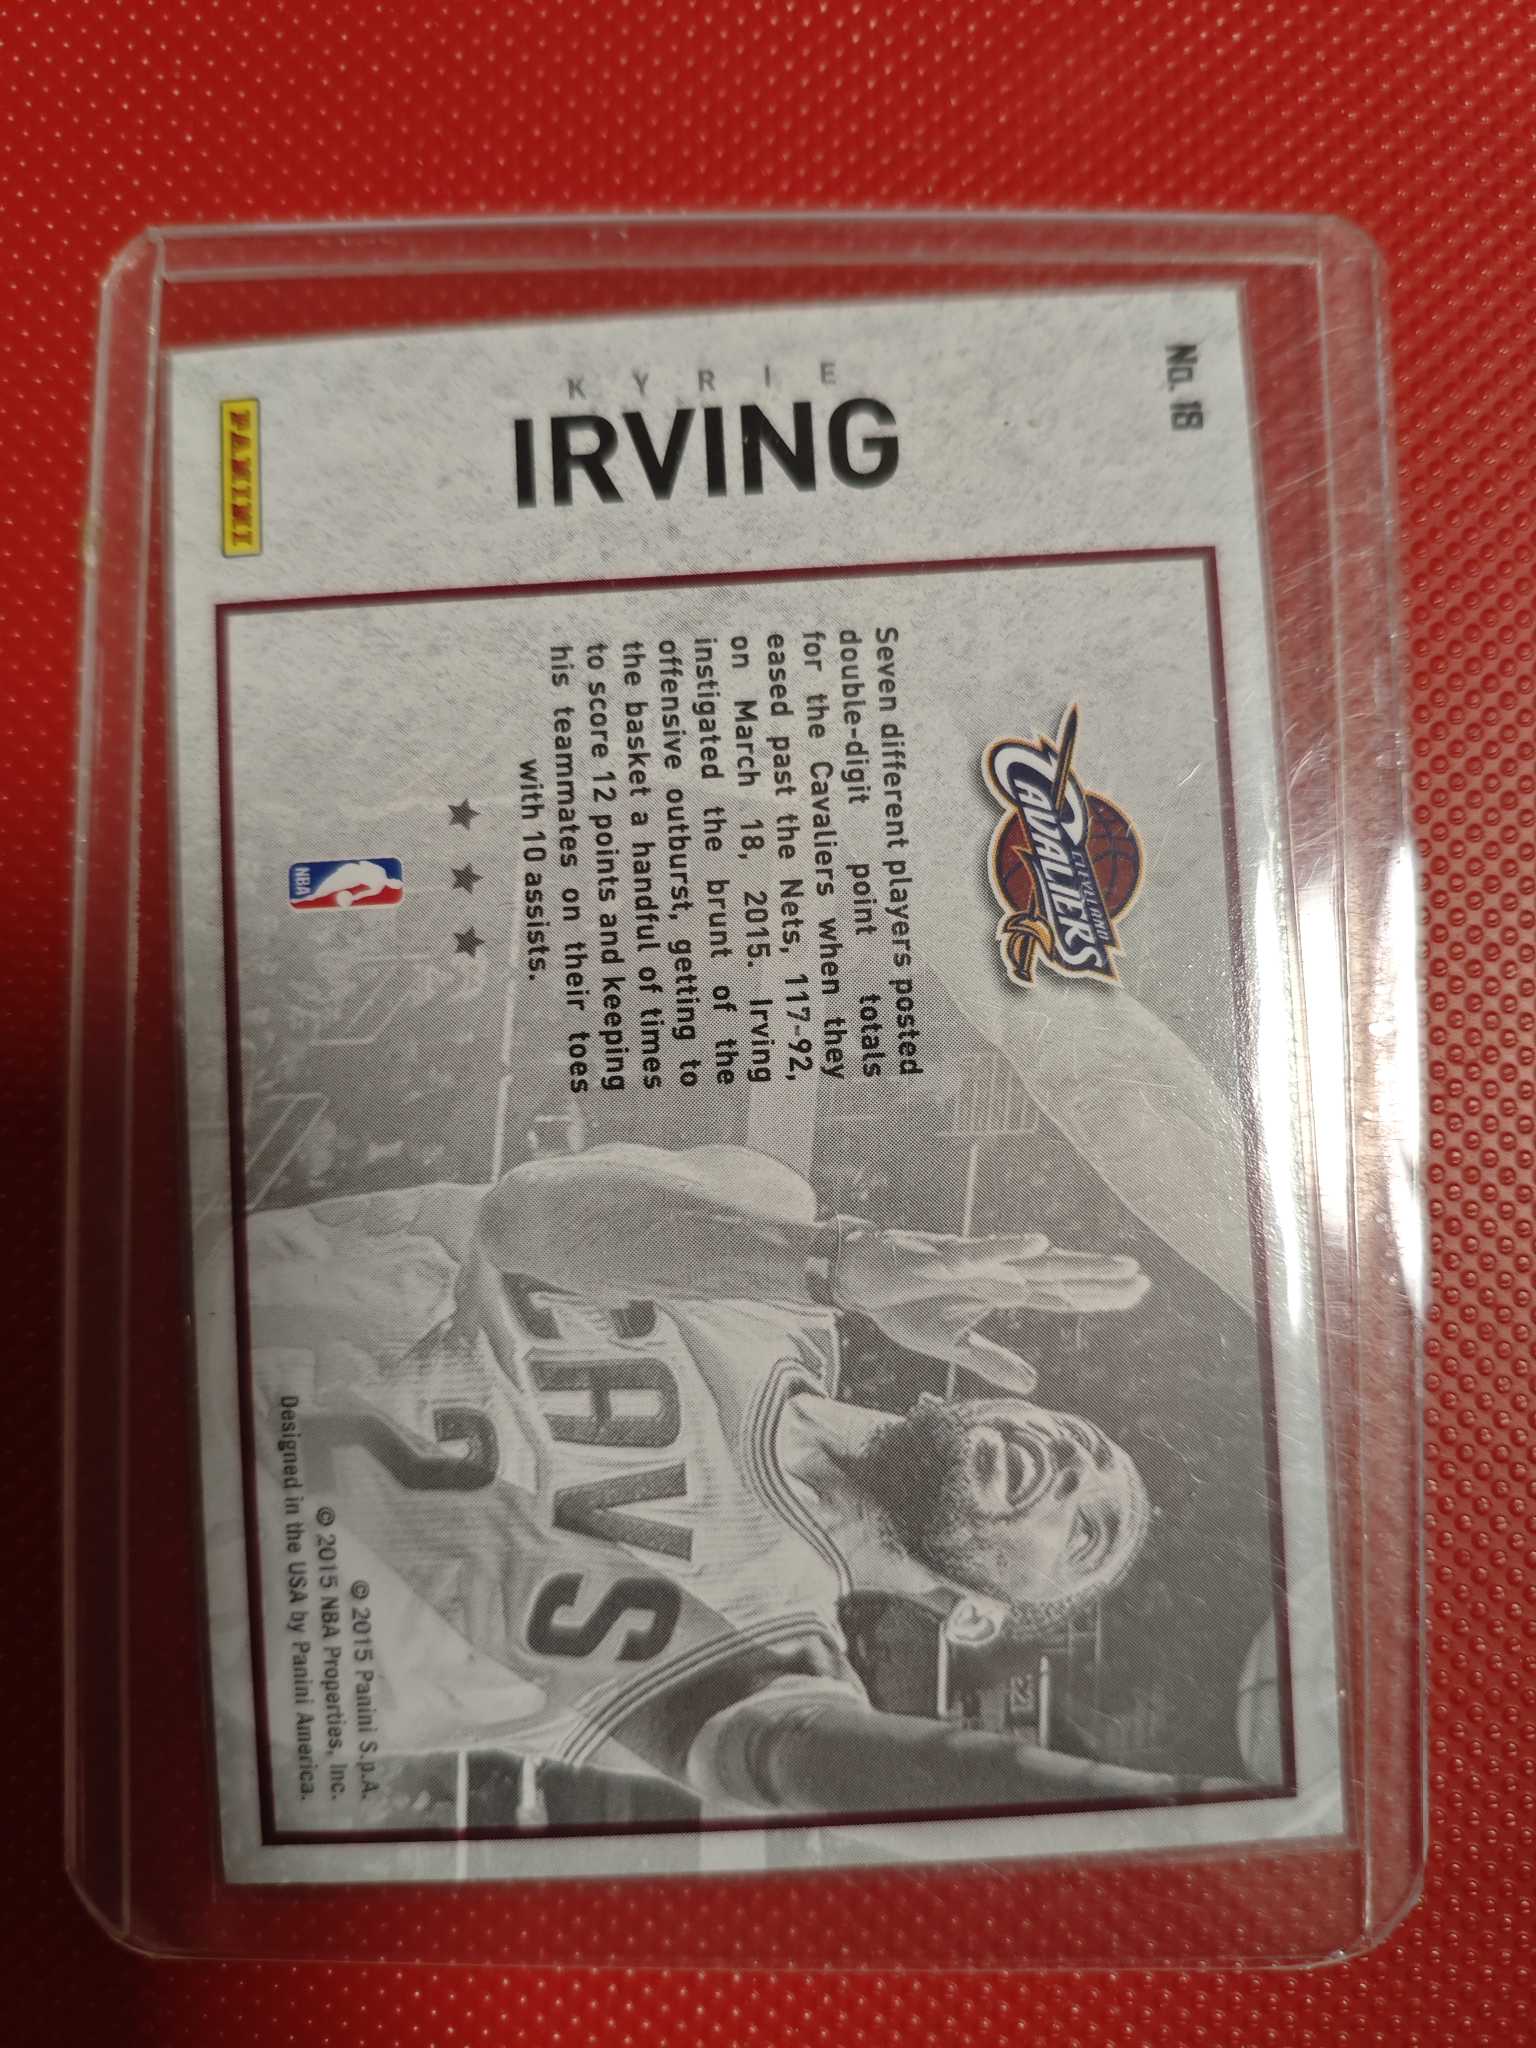 No. 18
KYRIE
IRVING
PANINI
CLEVELAND
CAVALIERS
Seven different players posted
double-digit point totals
for the Cavaliers when they
eased past the Nets, 117-92,
on March 18, 2015. Irving
instigated the brunt of the
offensive outburst, getting to
the basket a handful of times
to score 12 points and keeping
his teammates on their toes
with 10 assists.
NBA
CAVS
2
© 2015 Panini S.p.A.
© 2015 NBA Properties, Inc.
Designed in the USA by Panini America.